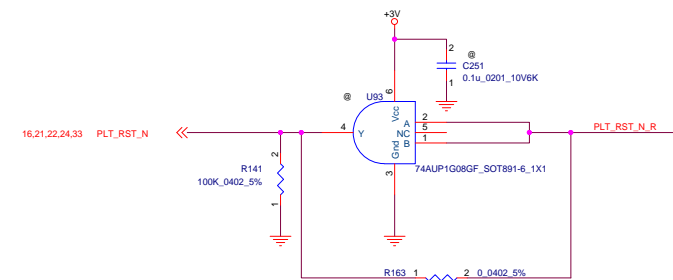 +3V
2
@
C251
0.1u_0201_10V6K
1
@
U93
6
Vcc
16,21,22,24,33 PLT_RST_N
4
Y
A
2
NC
5
B
1
PLT_RST_N_R
Gnd
3
74AUP1G08GF_SOT891-6_1X1
2
R141
100K_0402_5%
1
R163
1
2
0_0402_5%